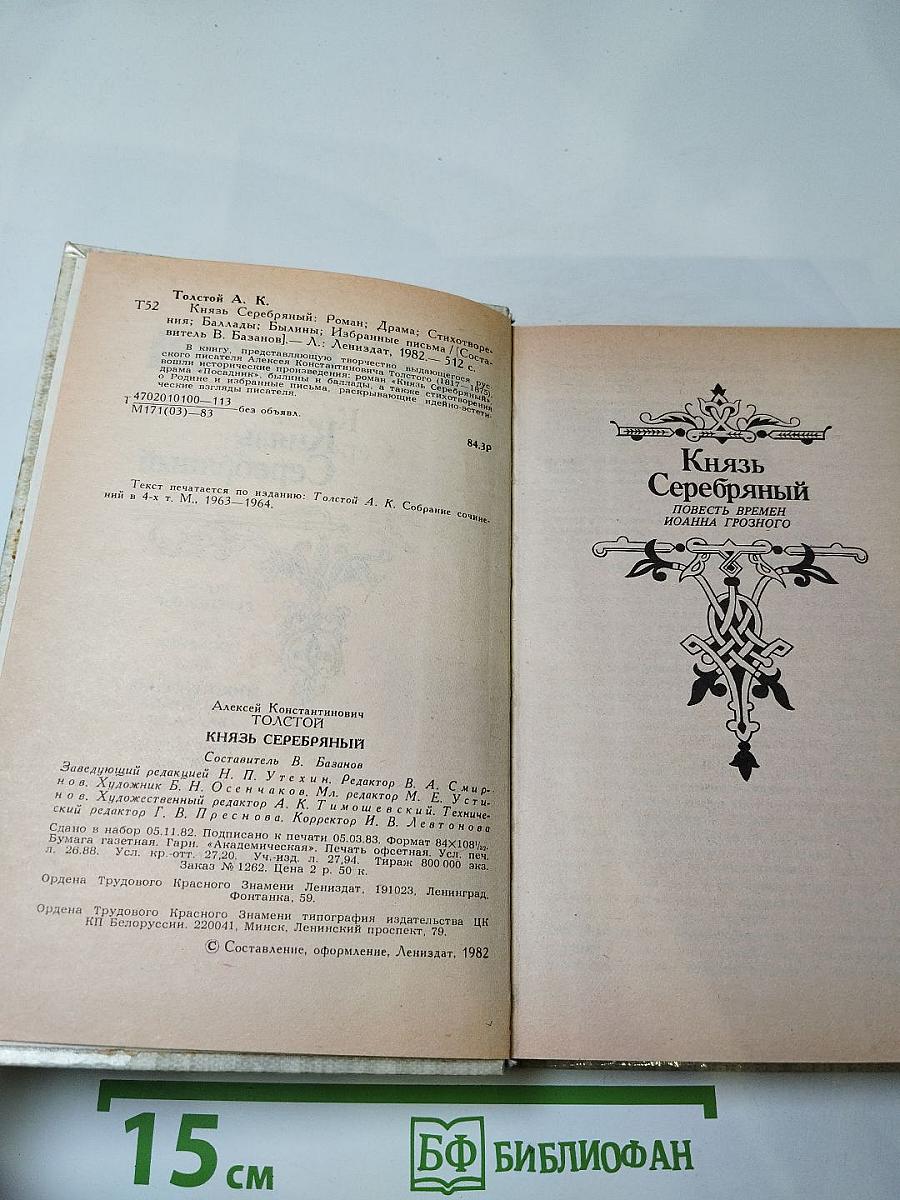 Толстой А. К.
Т52 Князь Серебряный: Роман; Драма; Стихотворе-
ния; Баллады; Былины; Избранные письма / [Соста-
витель В. Базанов].— Л.: Лениздат, 1982.— 512 с.
В книгу, представляющую творчество выдающегося рус-
ского писателя Алексея Константиновича Толстого (1817—1875),
вошли исторические произведения: роман «Князь Серебряный»,
драма «Посадник», былины и баллады, а также стихотворения
о Родине и избранные письма, раскрывающие идейно-эстети-
ческие взгляды писателя.
Т 4702010100—113
М171(03)—83 без объявл.
84.3р
Текст печатается по изданию: Толстой А. К. Собрание сочине-
ний в 4-х т. М., 1963—1964.
Алексей Константинович
ТОЛСТОЙ
КНЯЗЬ СЕРЕБРЯНЫЙ
Составитель В. Базанов
Заведующий редакцией Н. П. Утехин. Редактор В. А. Смир-
нов. Художник Б. Н. Осенчаков. Мл. редактор М. Е. Усти-
нов. Художественный редактор А. К. Тимошевский. Техниче-
ский редактор Г. В. Преснова. Корректор И. В. Левтонова
Сдано в набор 05.11.82. Подписано к печати 05.03.83. Формат 84×108¹/₃₂.
Бумага газетная. Гарн. «Академическая». Печать офсетная. Усл. печ.
л. 26.88. Усл. кр.-отт. 27,20. Уч.-изд. л. 27,94. Тираж 800 000 экз.
Заказ № 1262. Цена 2 р. 50 к.
Ордена Трудового Красного Знамени Лениздат, 191023, Ленинград,
Фонтанка, 59.
Ордена Трудового Красного Знамени типография издательства ЦК
КП Белоруссии. 220041, Минск, Ленинский проспект, 79.
© Составление, оформление, Лениздат, 1982
Князь
Серебряный
ПОВЕСТЬ ВРЕМЕН
ИОАННА ГРОЗНОГО
15 см
БФ БИБЛИОФАН